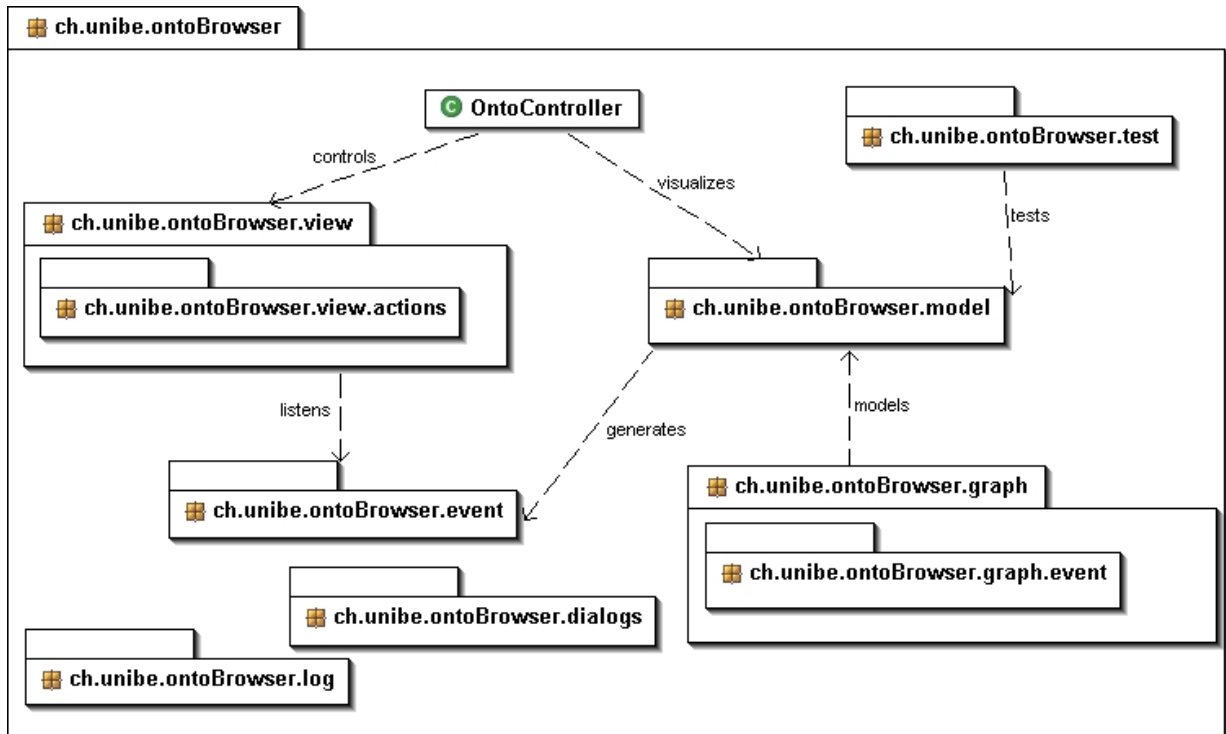 ch.unibe.ontoBrowser
C OntoController
ch.unibe.ontoBrowser.test
controls
visualizes
tests
ch.unibe.ontoBrowser.view
ch.unibe.ontoBrowser.view.actions
ch.unibe.ontoBrowser.model
listens
generates
models
ch.unibe.ontoBrowser.event
ch.unibe.ontoBrowser.graph
ch.unibe.ontoBrowser.graph.event
ch.unibe.ontoBrowser.dialogs
ch.unibe.ontoBrowser.log